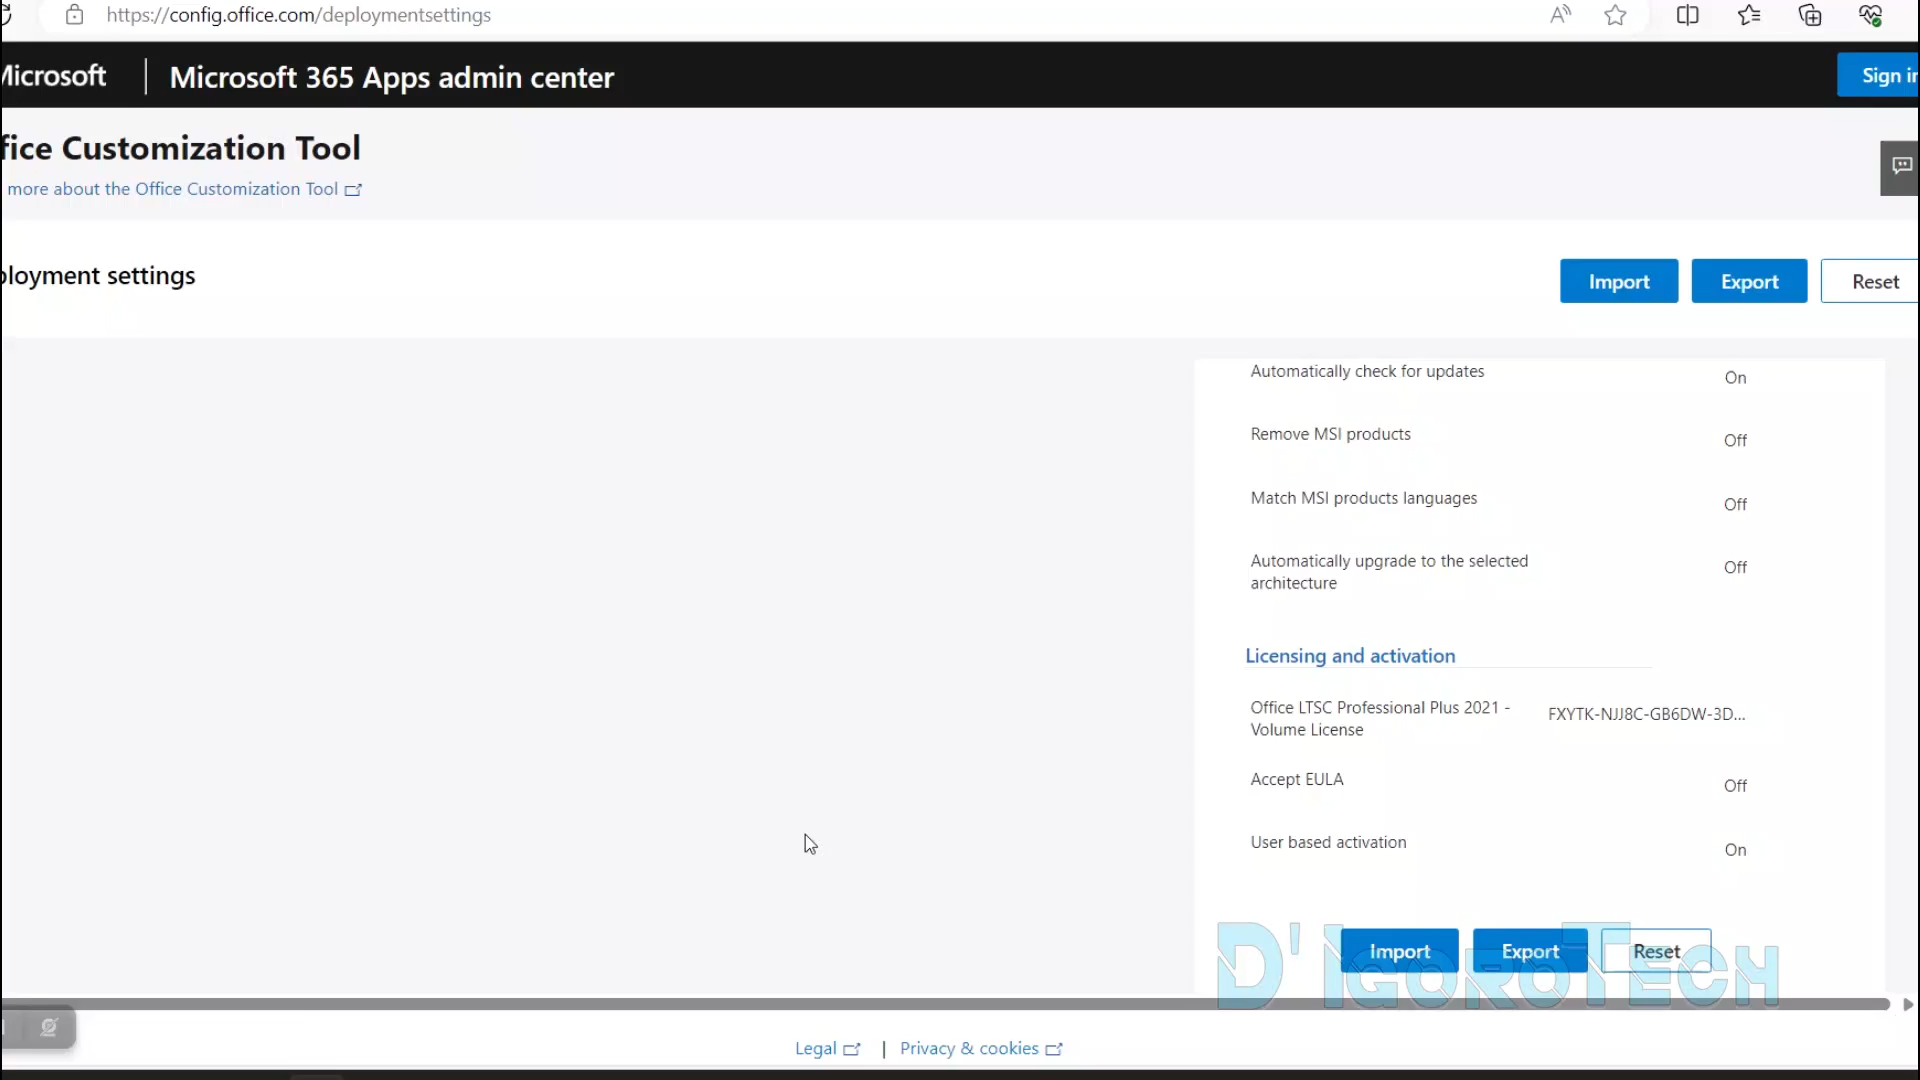 https://config.office.com/deploymentsettings
Microsoft | Microsoft 365 Apps admin center
Sign in
fice Customization Tool
more about the Office Customization Tool
ployment settings
Import Export Reset
Automatically check for updates On
Remove MSI products Off
Match MSI products languages Off
Automatically upgrade to the selected
architecture Off
Licensing and activation
Office LTSC Professional Plus 2021 -
Volume License FXYTK-NJJ8C-GB6DW-3D...
Accept EULA Off
User based activation On
Import Export Reset
D' IGOROTECH
Legal | Privacy & cookies